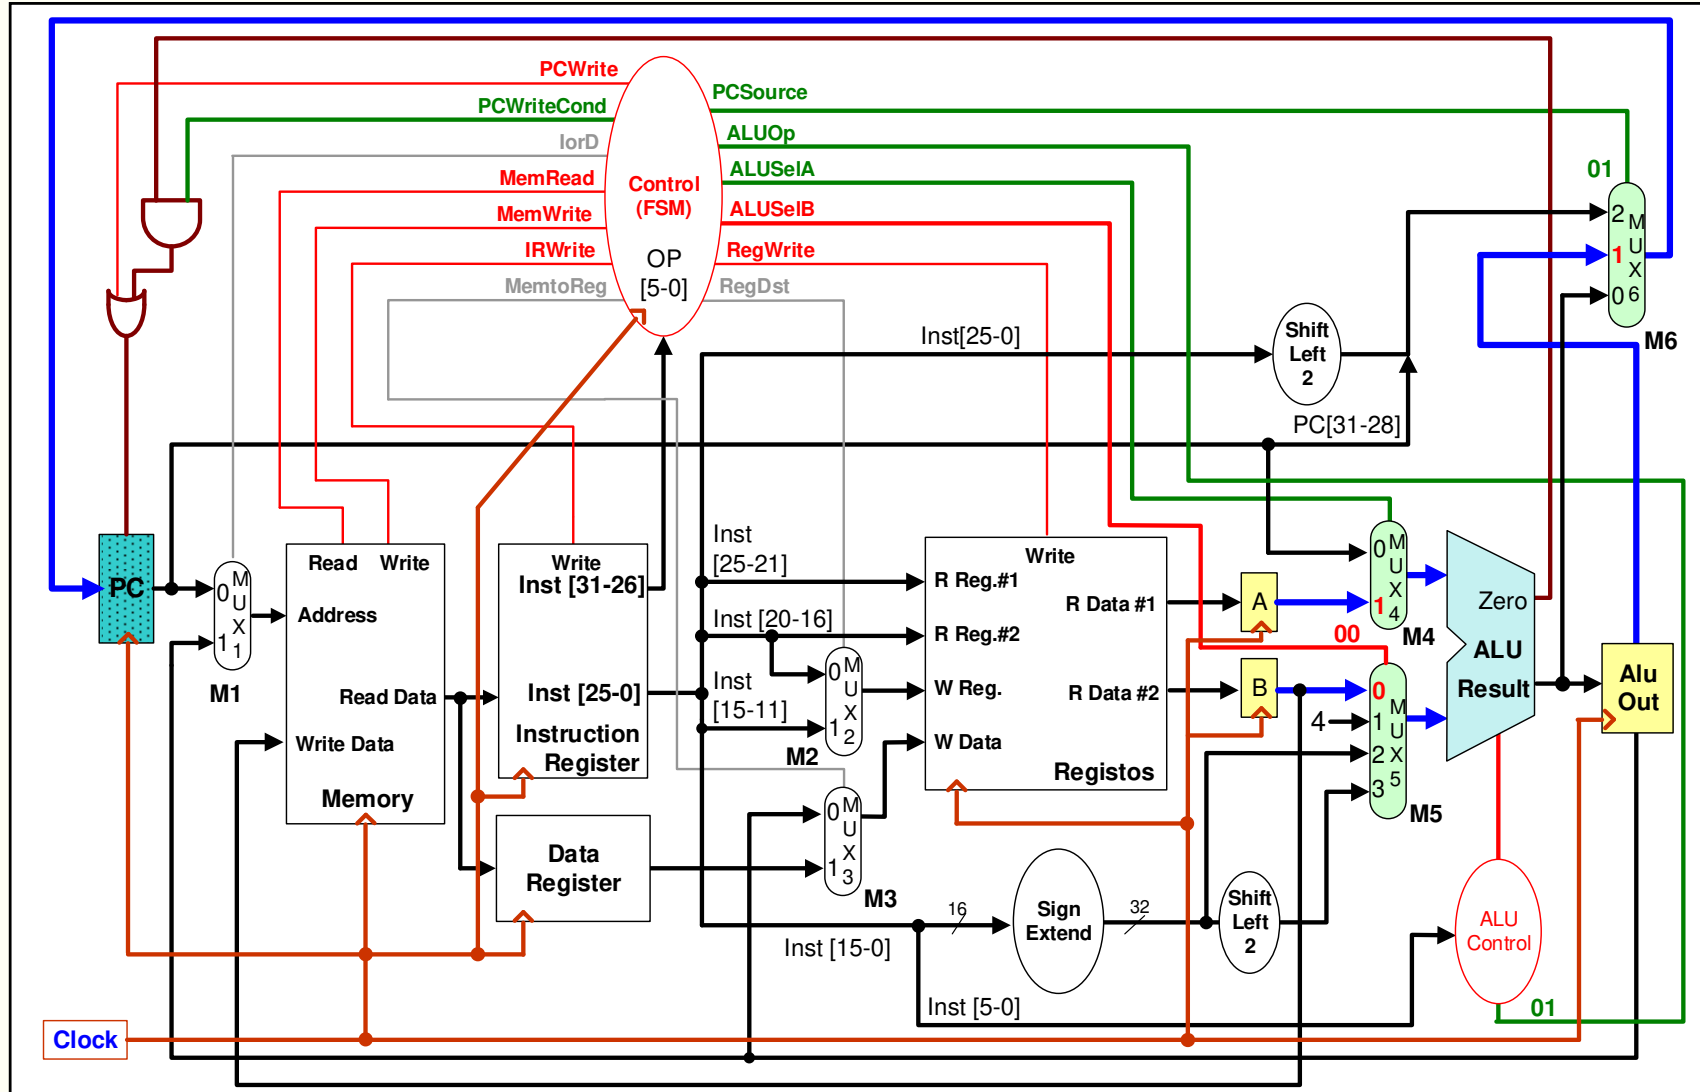 PCWrite
PCWriteCond
IorD
MemRead
MemWrite
IRWrite
MemtoReg
Control
(FSM)
OP
[5-0]
PCSource
ALUOp
ALUSelA
ALUSelB
RegWrite
RegDst
01
2
1
0
M
U
X
6
M6
Inst[25-0]
Shift
Left
2
PC[31-28]
PC
0
1
M
U
X
1
M1
Read Write
Address
Read Data
Write Data
Memory
Write
Inst [31-26]
Inst [25-0]
Instruction
Register
Data
Register
Inst
[25-21]
Inst [20-16]
Inst
[15-11]
0
1
M
U
X
2
M2
0
1
M
U
X
3
M3
Write
R Reg.#1
R Reg.#2
W Reg.
W Data
R Data #1
R Data #2
Registos
A
B
00
0
1
M
U
X
4
M4
4
0
1
2
3
M
U
X
5
M5
Zero
ALU
Result
Alu
Out
Inst [15-0]
16
Sign
Extend
32
Shift
Left
2
Inst [5-0]
ALU
Control
01
Clock